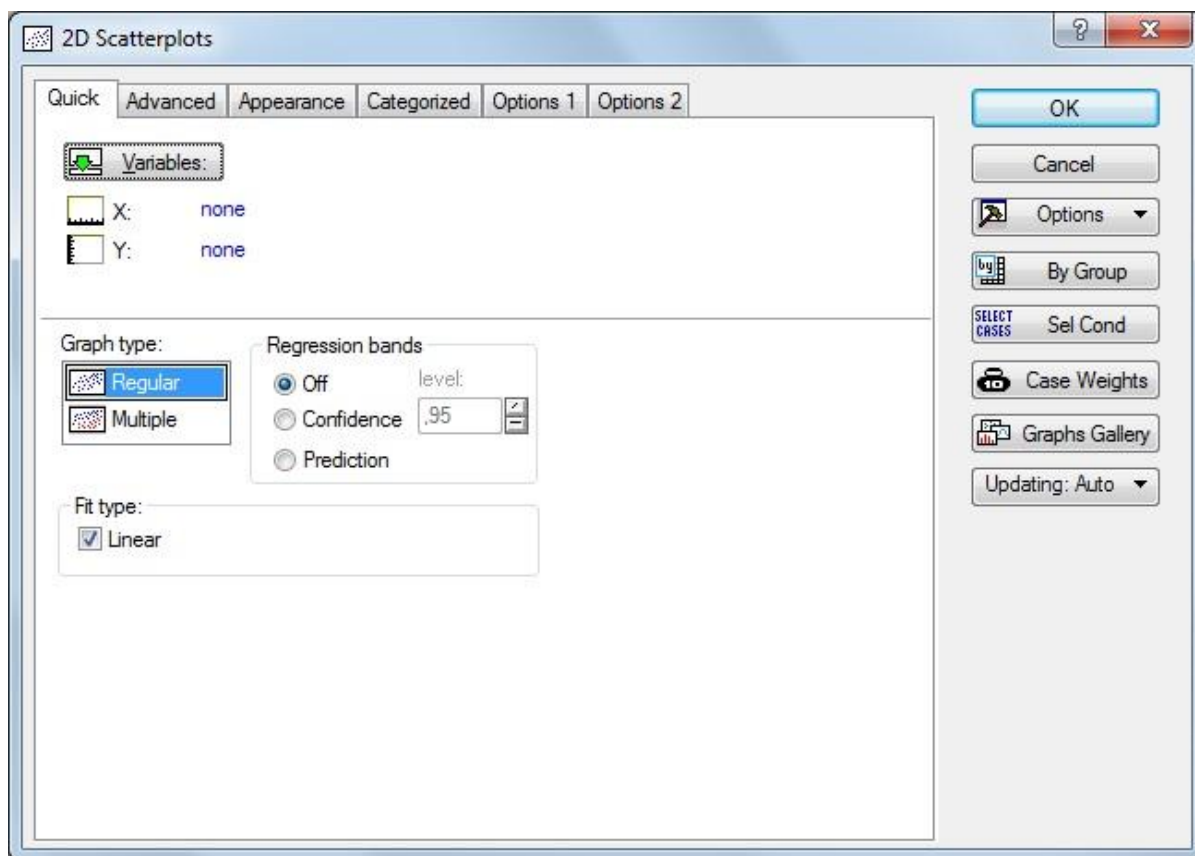 2D Scatterplots
Quick Advanced Appearance Categorized Options 1 Options 2
Variables:
X: none
Y: none
Graph type:
Regular
Multiple
Regression bands
Off level:
Confidence ,95
Prediction
Fit type:
Linear
OK
Cancel
Options
by By Group
SELECT CASES Sel Cond
Case Weights
Graphs Gallery
Updating: Auto